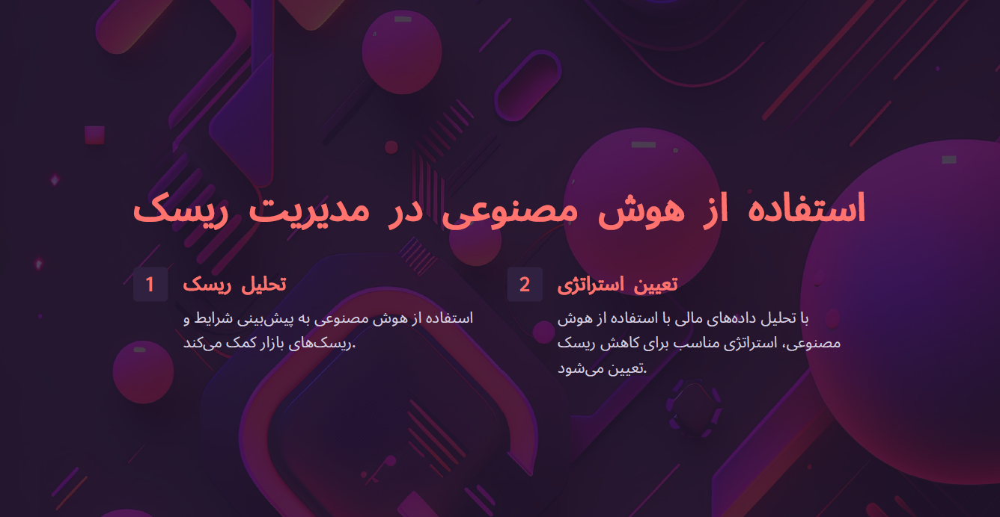 استفاده از هوش مصنوعی در مدیریت ریسک
1
تحلیل ریسک
استفاده از هوش مصنوعی به پیش‌بینی شرایط و
ریسک‌های بازار کمک می‌کند.
2
تعیین استراتژی
با تحلیل داده‌های مالی با استفاده از هوش
مصنوعی، استراتژی مناسب برای کاهش ریسک
تعیین می‌شود.